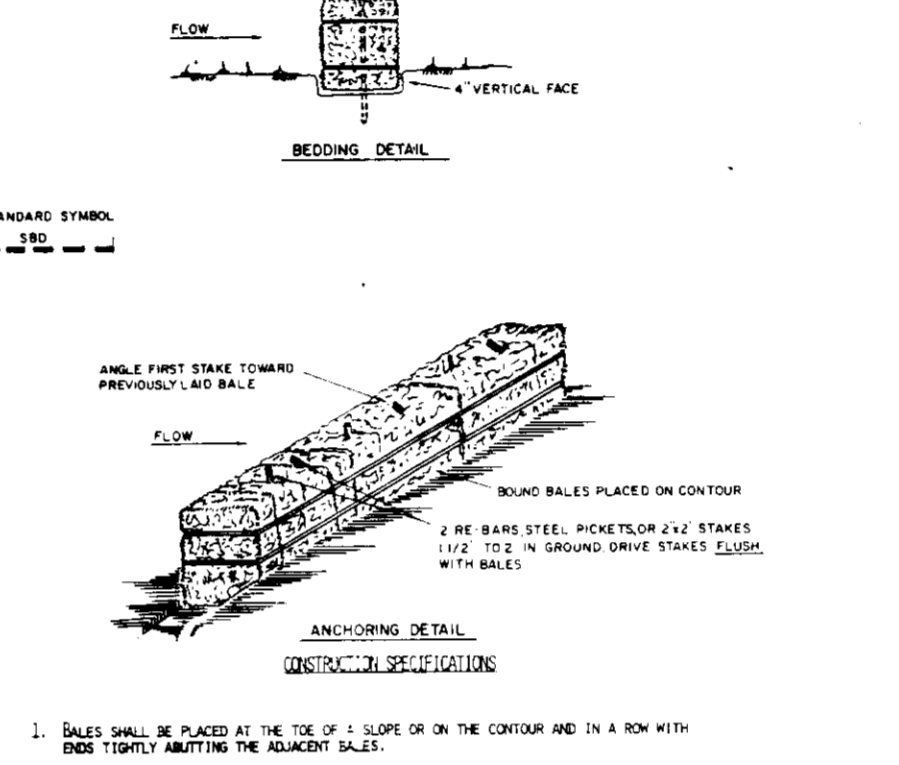 FLOW
4" VERTICAL FACE
BEDDING DETAIL
ANDARD SYMBOL
SBD
ANGLE FIRST STAKE TOWARD
PREVIOUSLY LAID BALE
FLOW
BOUND BALES PLACED ON CONTOUR
2 RE-BARS, STEEL PICKETS, OR 2"x2" STAKES
1 1/2' TO 2' IN GROUND. DRIVE STAKES FLUSH
WITH BALES
ANCHORING DETAIL
CONSTRUCTION SPECIFICATIONS
1. BALES SHALL BE PLACED AT THE TOE OF A SLOPE OR ON THE CONTOUR AND IN A ROW WITH
ENDS TIGHTLY ABUTTING THE ADJACENT BALES.